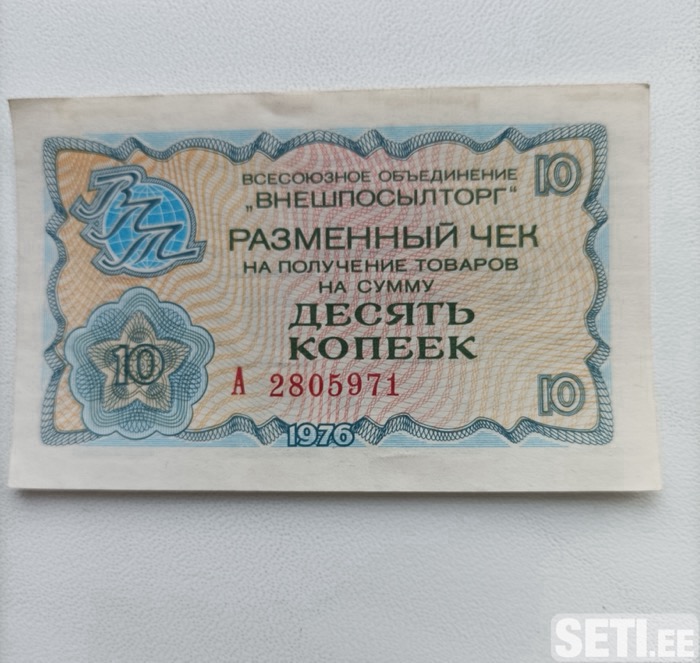 ВПТ
ВСЕСОЮЗНОЕ ОБЪЕДИНЕНИЕ
„ВНЕШПОСЫЛТОРГ“
10
РАЗМЕННЫЙ ЧЕК
НА ПОЛУЧЕНИЕ ТОВАРОВ
НА СУММУ
ДЕСЯТЬ
КОПЕЕК
10
А 2805971
10
1976
SETI.EE